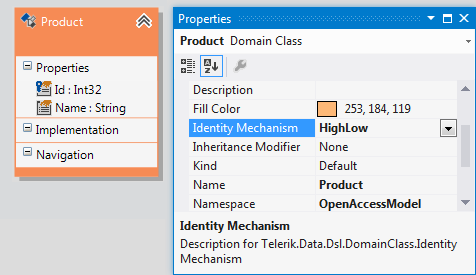 Product
Properties
Id : Int32
Name : String
Implementation
Navigation
Properties
Product Domain Class
Description
Fill Color 253, 184, 119
Identity Mechanism HighLow
Inheritance Modifier None
Kind Default
Name Product
Namespace OpenAccessModel
Identity Mechanism
Description for Telerik.Data.Dsl.DomainClass.Identity
Mechanism